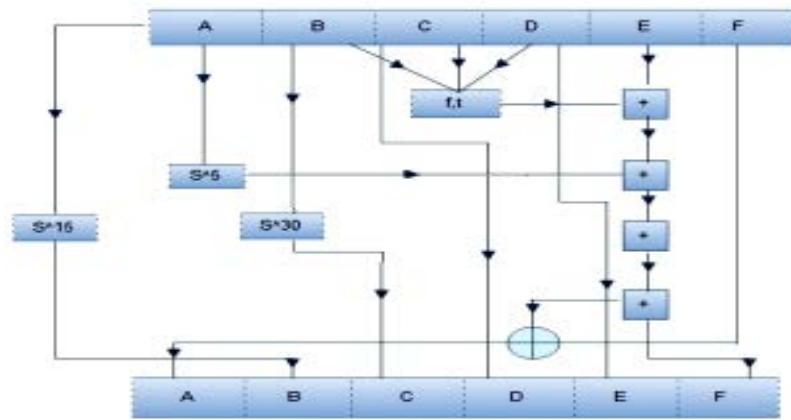 A B C D E F
f,t +
S^5 +
S^15 S^30 +
+
A B C D E F